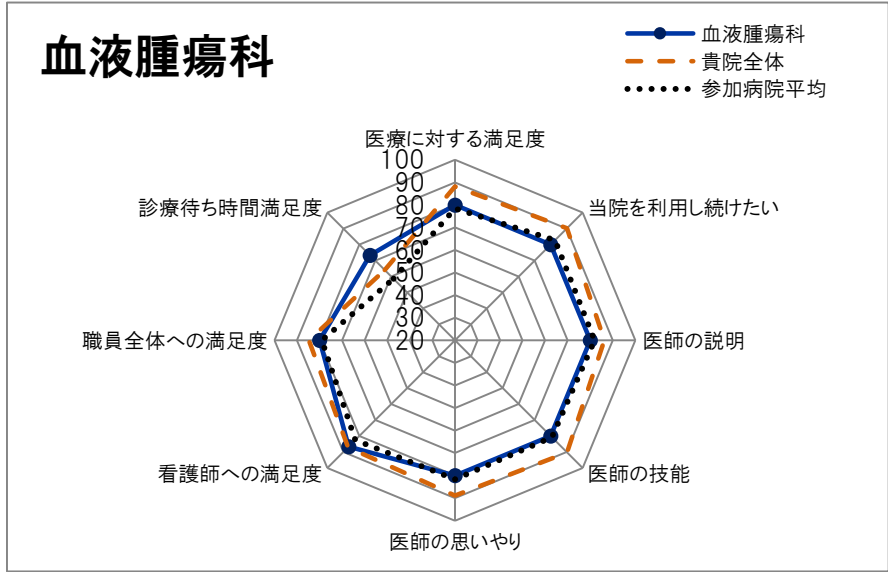 血液腫瘍科
血液腫瘍科
貴院全体
参加病院平均
医療に対する満足度
当院を利用し続けたい
医師の説明
医師の技能
医師の思いやり
看護師への満足度
職員全体への満足度
診療待ち時間満足度
100
90
80
70
60
50
40
30
20